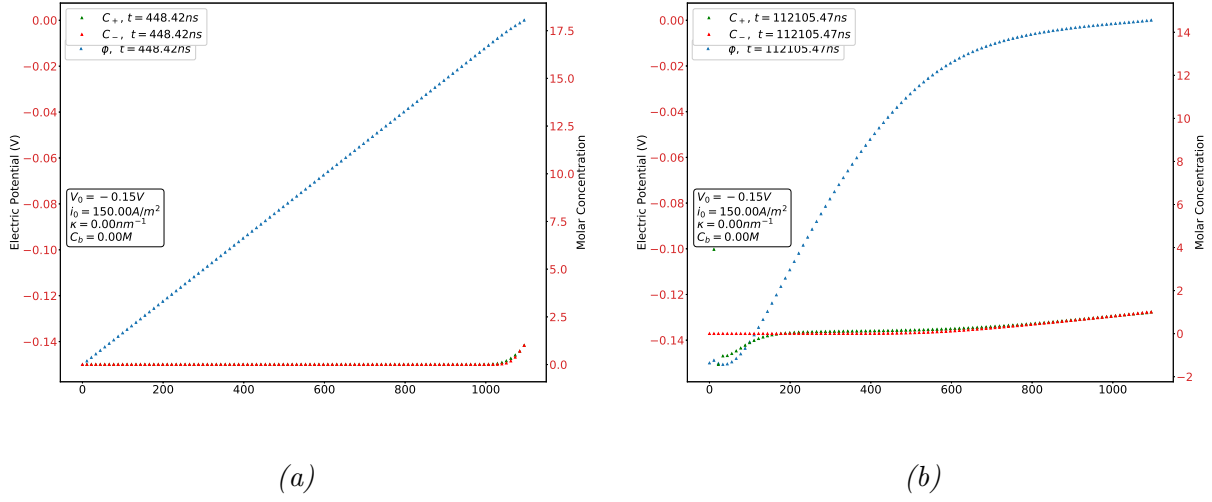 C₊, t = 448.42ns
C₋, t = 448.42ns
φ, t = 448.42ns
Electric Potential (V)
0.00
−0.02
−0.04
−0.06
−0.08
−0.10
−0.12
−0.14
V₀ = −0.15V
i₀ = 150.00A/m²
κ = 0.00nm⁻¹
C_b = 0.00M
0 200 400 600 800 1000
17.5
15.0
12.5
10.0
7.5
5.0
2.5
0.0
Molar Concentration
(a)
C₊, t = 112105.47ns
C₋, t = 112105.47ns
φ, t = 112105.47ns
Electric Potential (V)
0.00
−0.02
−0.04
−0.06
−0.08
−0.10
−0.12
−0.14
V₀ = −0.15V
i₀ = 150.00A/m²
κ = 0.00nm⁻¹
C_b = 0.00M
0 200 400 600 800 1000
14
12
10
8
6
4
2
0
−2
Molar Concentration
(b)